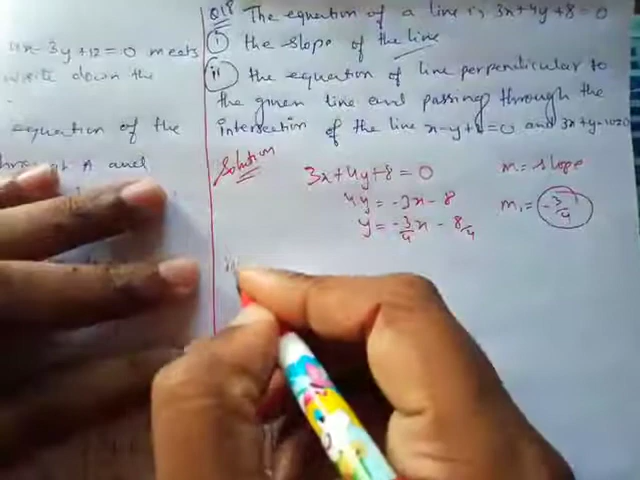 4x-3y+12=0 meets
write down the
equation of the
through A and
Q18 The equation of a line is 3x+4y+8=0
(i) the slope of the line
(ii) the equation of line perpendicular to
the given line and passing through the
intersection of the line x-y+ =0 and 3x+y-10=0
Solution
3x+4y+8=0
4y = -3x - 8
y = -3/4 x - 8/4
m = slope
m₁ = -3/4